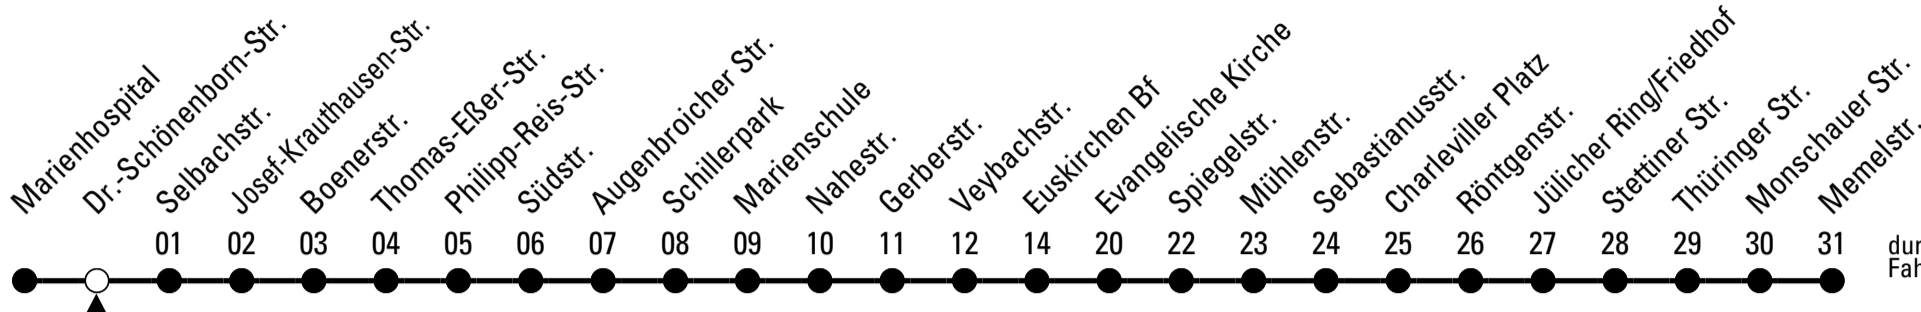 Marienhospital
Dr.-Schönenborn-Str.
Selbachstr.
Josef-Krauthausen-Str.
Boenerstr.
Thomas-Eßer-Str.
Philipp-Reis-Str.
Südstr.
Augenbroicher Str.
Schillerpark
Marienschule
Nahestr.
Gerberstr.
Veybachstr.
Euskirchen Bf
Evangelische Kirche
Spiegelstr.
Mühlenstr.
Sebastianusstr.
Charleviller Platz
Röntgenstr.
Jülicher Ring/Friedhof
Stettiner Str.
Thüringer Str.
Monschauer Str.
Memelstr.
01 02 03 04 05 06 07 08 09 10 11 12 14 20 22 23 24 25 26 27 28 29 30 31